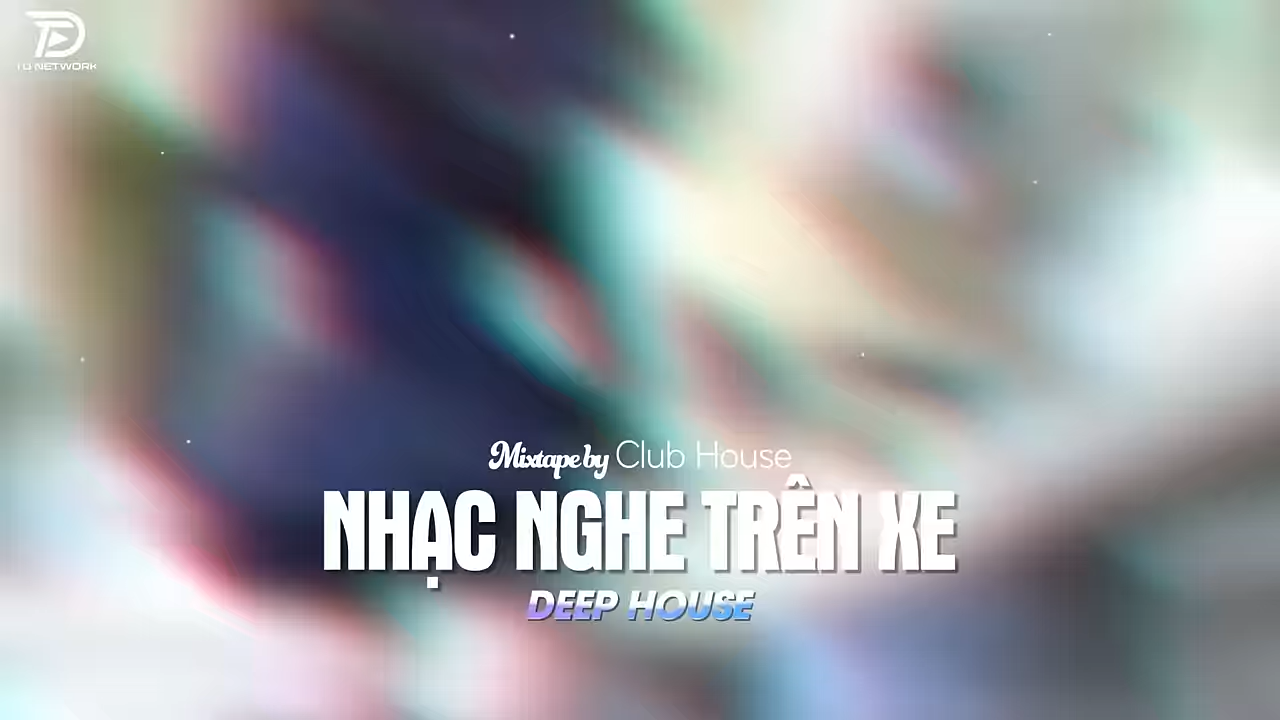 TD NETWORK
Mixtape by Club House
NHẠC NGHE TRÊN XE
DEEP HOUSE